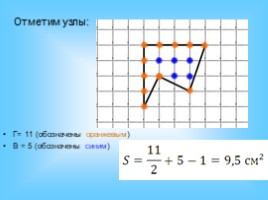 Отметим узлы:
• Г= 11 (обозначены оранжевым)
• В = 5 (обозначены синим)
S = 11/2 + 5 − 1 = 9,5 см²